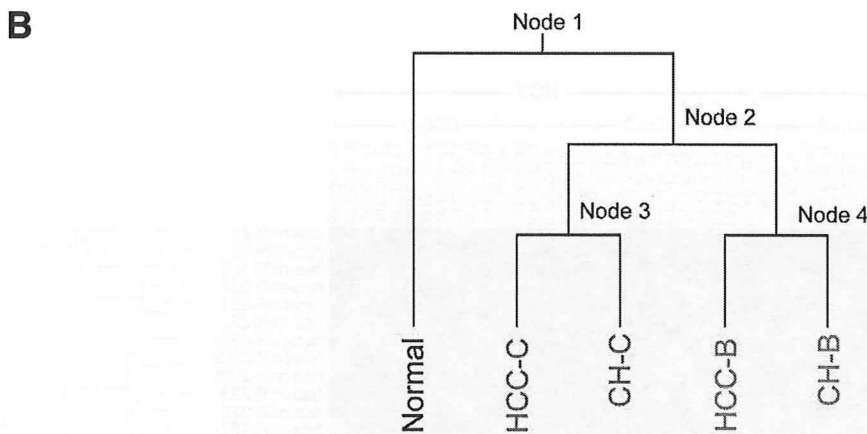 B
Node 1
Node 2
Node 3
Node 4
Normal
HCC-C
CH-C
HCC-B
CH-B